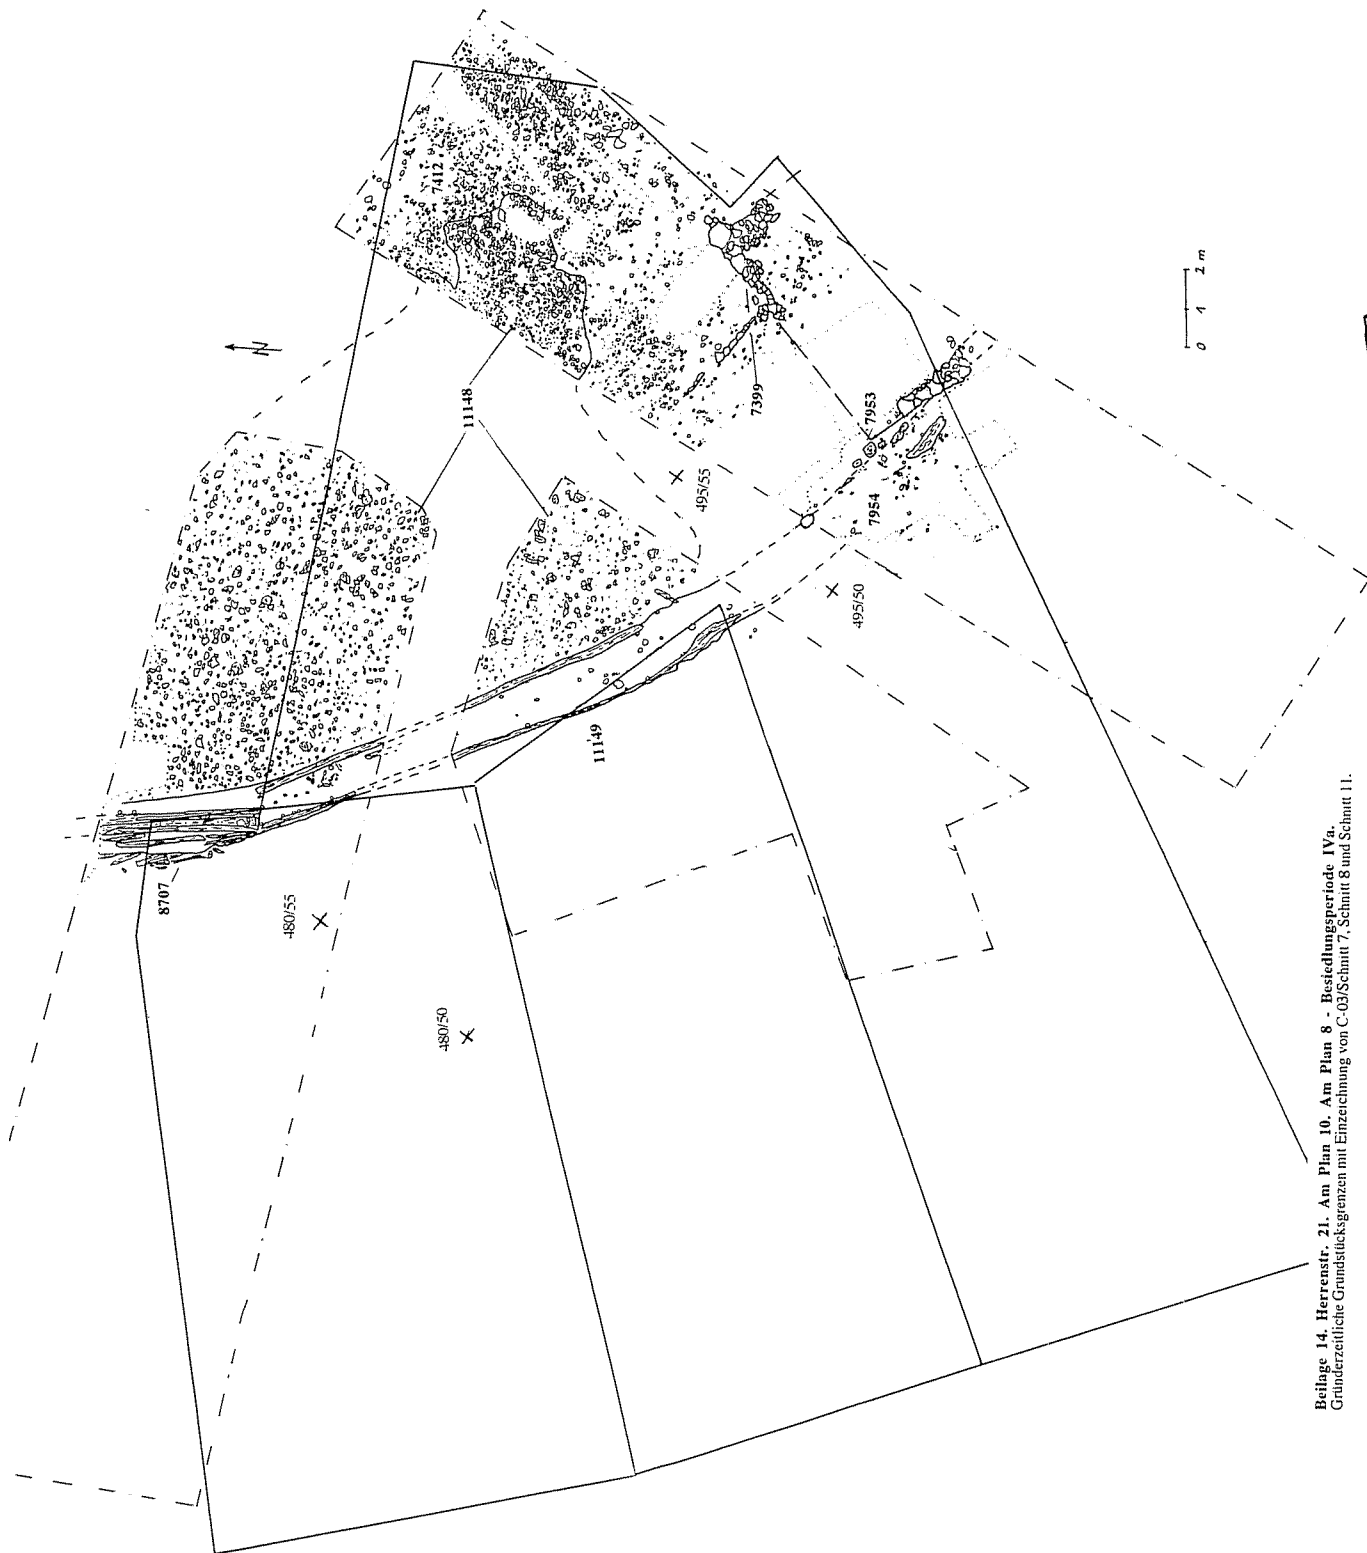 7412
N
11148
7399
0 1 2 m
7953
495/55
7954
495/50
11149
8707
480/55
480/50
Beilage 14. Herrenstr. 21. Am Plan 10. Am Plan 8 - Besiedlungsperiode IVa.
Gründerzeitliche Grundstücksgrenzen mit Einzeichnung von C-03/Schnitt 7, Schnitt 8 und Schnitt 11.